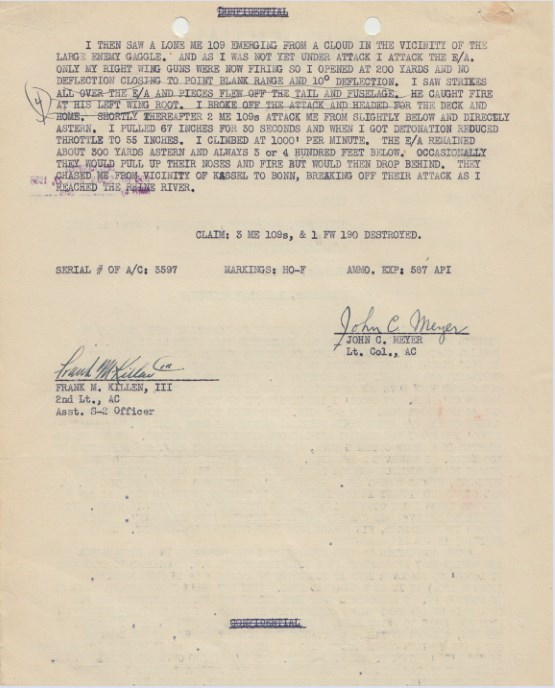 CONFIDENTIAL
I THEN SAW A LONE ME 109 EMERGING FROM A CLOUD IN THE VICINITY OF THE
LARGE ENEMY GAGGLE. AND AS I WAS NOT YET UNDER ATTACK I ATTACK THE E/A.
ONLY MY RIGHT WING GUNS WERE NOW FIRING SO I OPENED AT 200 YARDS AND NO
DEFLECTION CLOSING TO POINT BLANK RANGE AND 10° DEFLECTION. I SAW STRIKES
ALL OVER THE E/A AND PIECES FLEW OFF THE TAIL AND FUSELAGE. HE CAUGHT FIRE
(4) AT HIS LEFT WING ROOT. I BROKE OFF THE ATTACK AND HEADED FOR THE DECK AND
HOME. SHORTLY THEREAFTER 2 ME 109s ATTACK ME FROM SLIGHTLY BELOW AND DIRECTLY
ASTERN. I PULLED 67 INCHES FOR 30 SECONDS AND WHEN I GOT DETONATION REDUCED
THROTTLE TO 55 INCHES. I CLIMBED AT 1000' PER MINUTE. THE E/A REMAINED
ABOUT 300 YARDS ASTERN AND ALWAYS 3 or 4 HUNDRED FEET BELOW. OCCASIONALLY
THEY WOULD PULL UP THEIR NOSES AND FIRE BUT WOULD THEN DROP BEHIND. THEY
CHASED ME FROM VICINITY OF KASSEL TO BONN, BREAKING OFF THEIR ATTACK AS I
REACHED THE RHINE RIVER.
CLAIM: 3 ME 109s, & 1 FW 190 DESTROYED.
SERIAL # OF A/C: 3597 MARKINGS: HO-F AMMO. EXP: 587 API
John C. Meyer
JOHN C. MEYER
Lt. Col., AC
Frank M Killen
FRANK M. KILLEN, III
2nd Lt., AC
Asst. S-2 Officer
CONFIDENTIAL